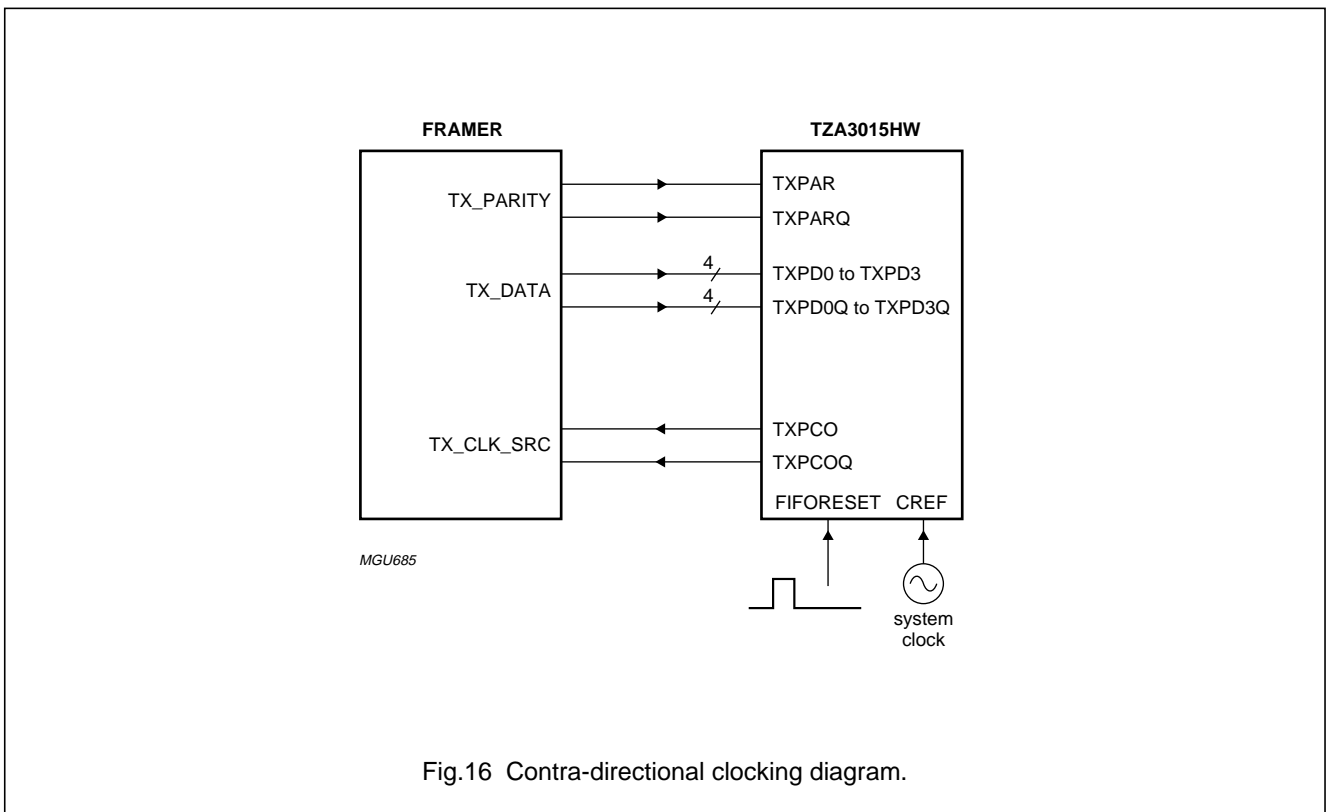 FRAMER
TZA3015HW
TX_PARITY
TXPAR
TXPARQ
TX_DATA
4
TXPD0 to TXPD3
4
TXPD0Q to TXPD3Q
TX_CLK_SRC
TXPCO
TXPCOQ
FIFORESET CREF
MGU685
system
clock
Fig.16 Contra-directional clocking diagram.